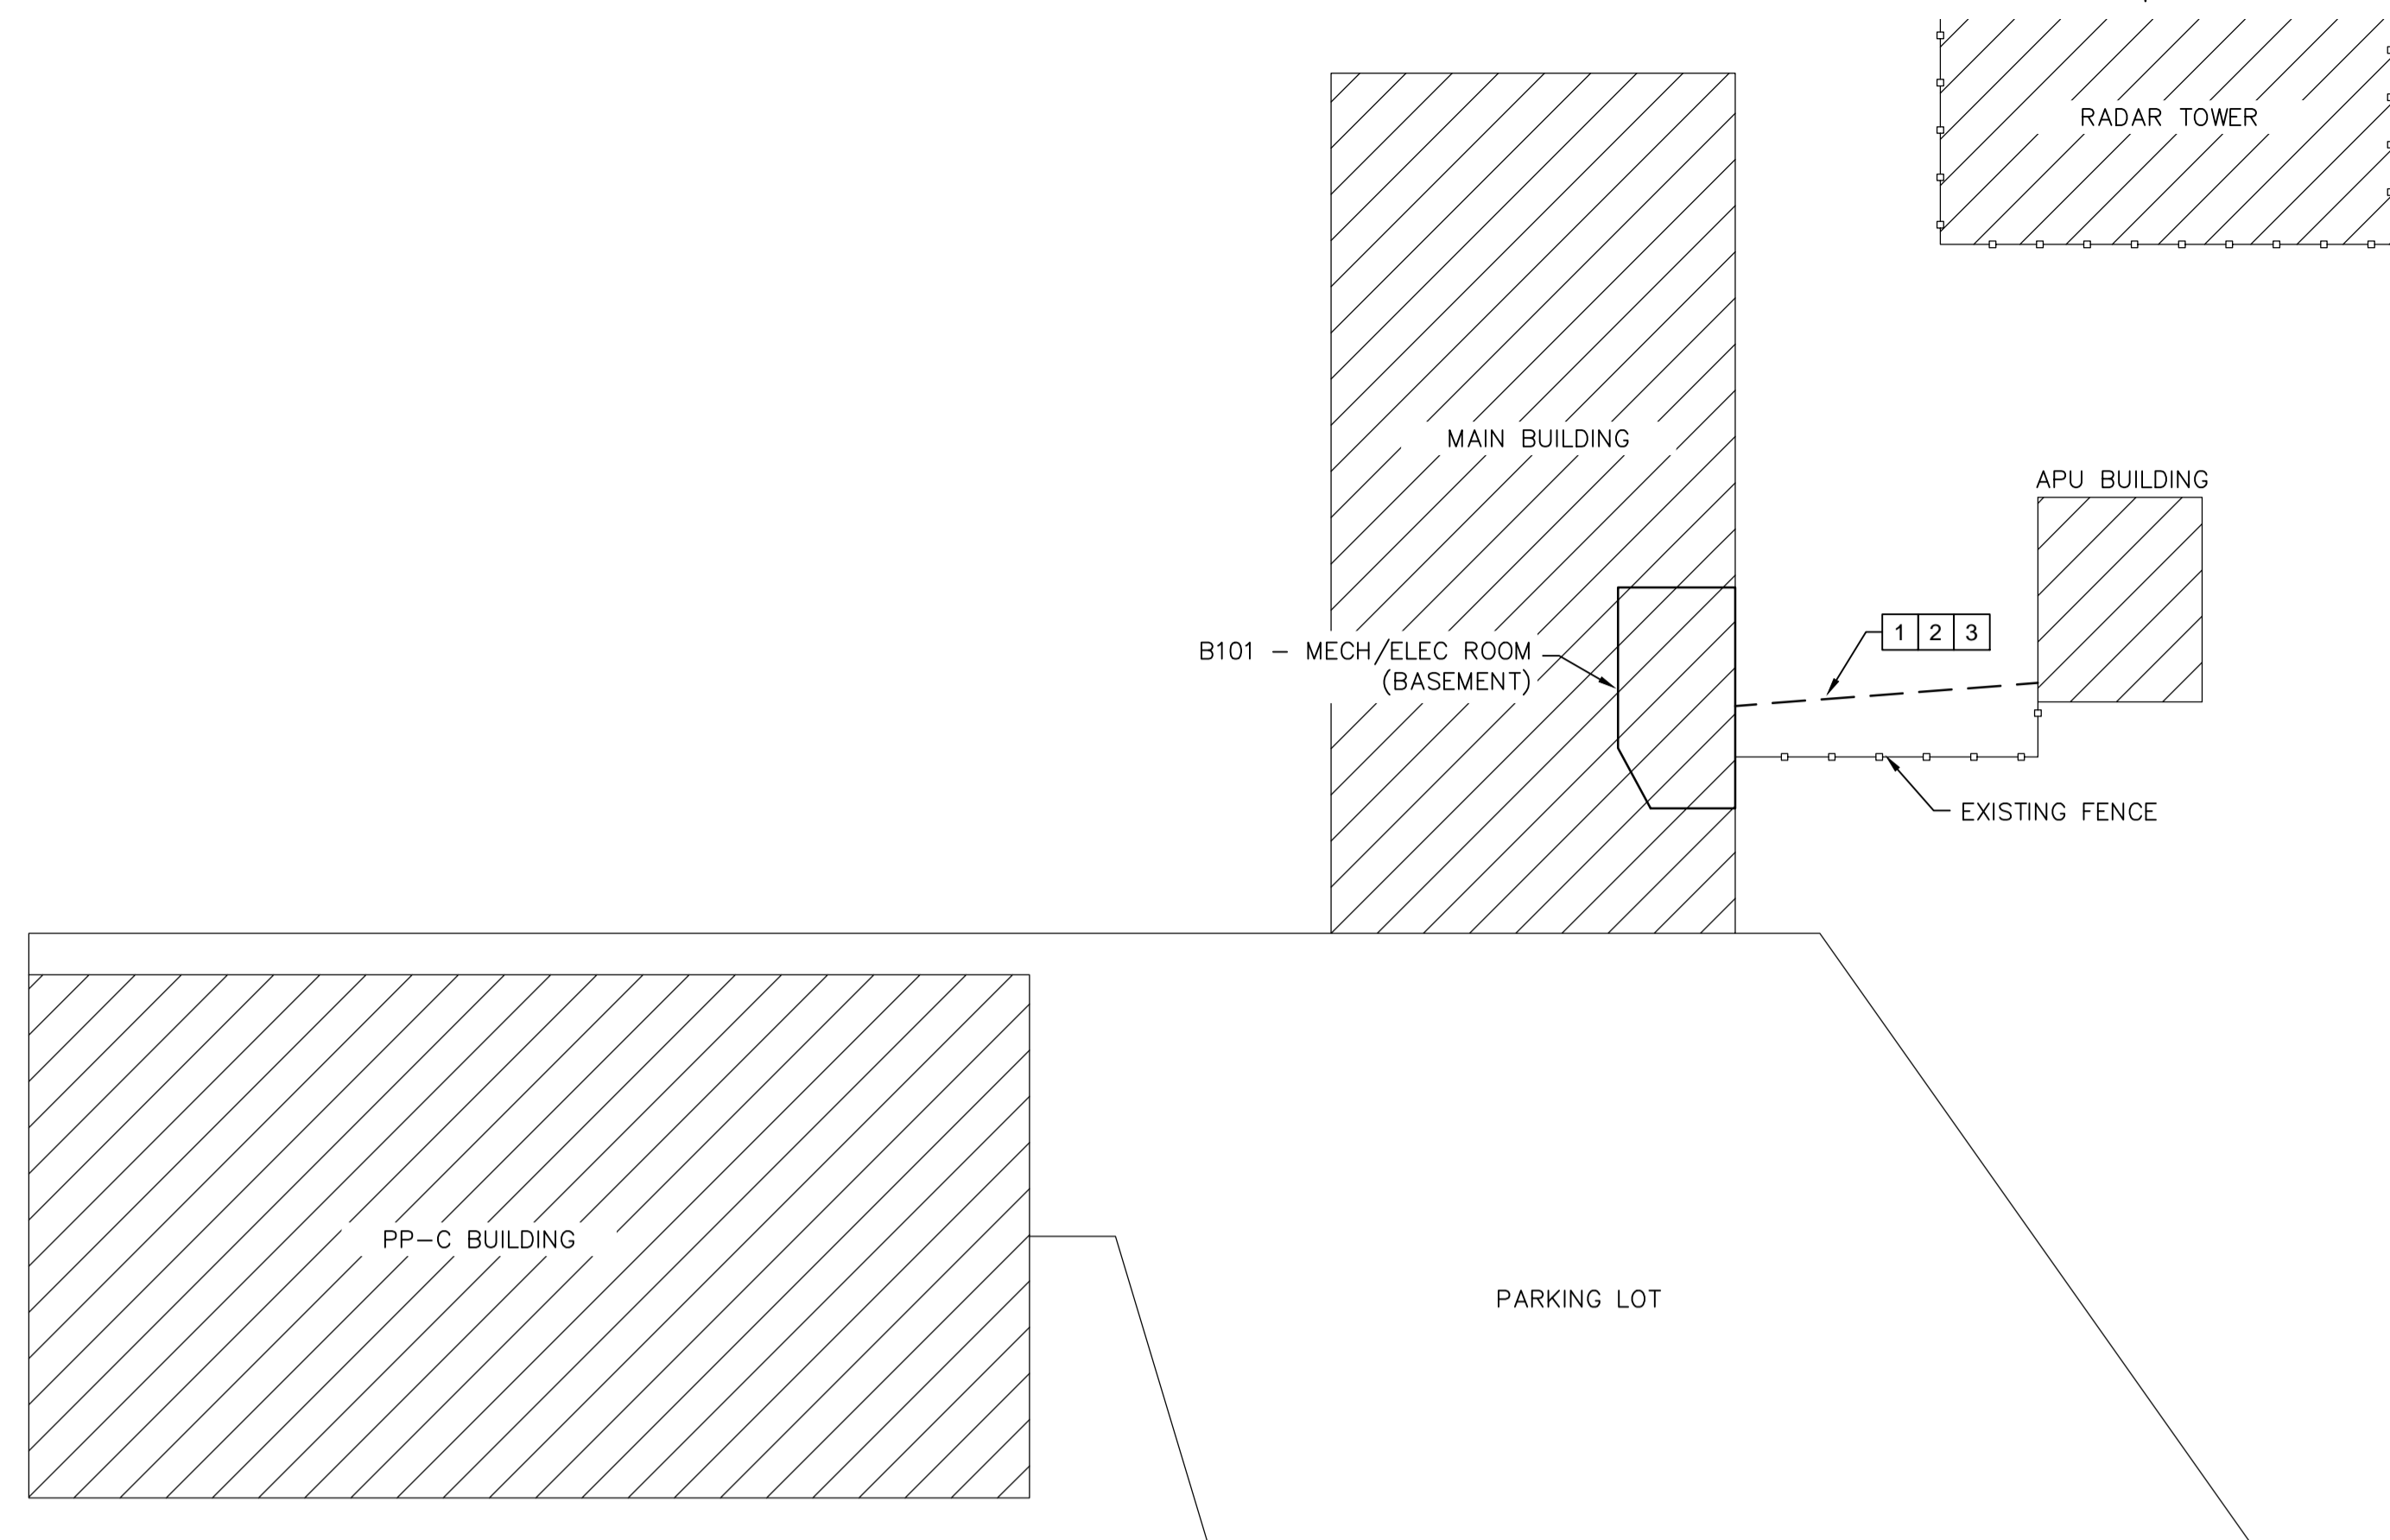 RADAR TOWER
MAIN BUILDING
APU BUILDING
1 2 3
B101 – MECH/ELEC ROOM
(BASEMENT)
EXISTING FENCE
PP–C BUILDING
PARKING LOT